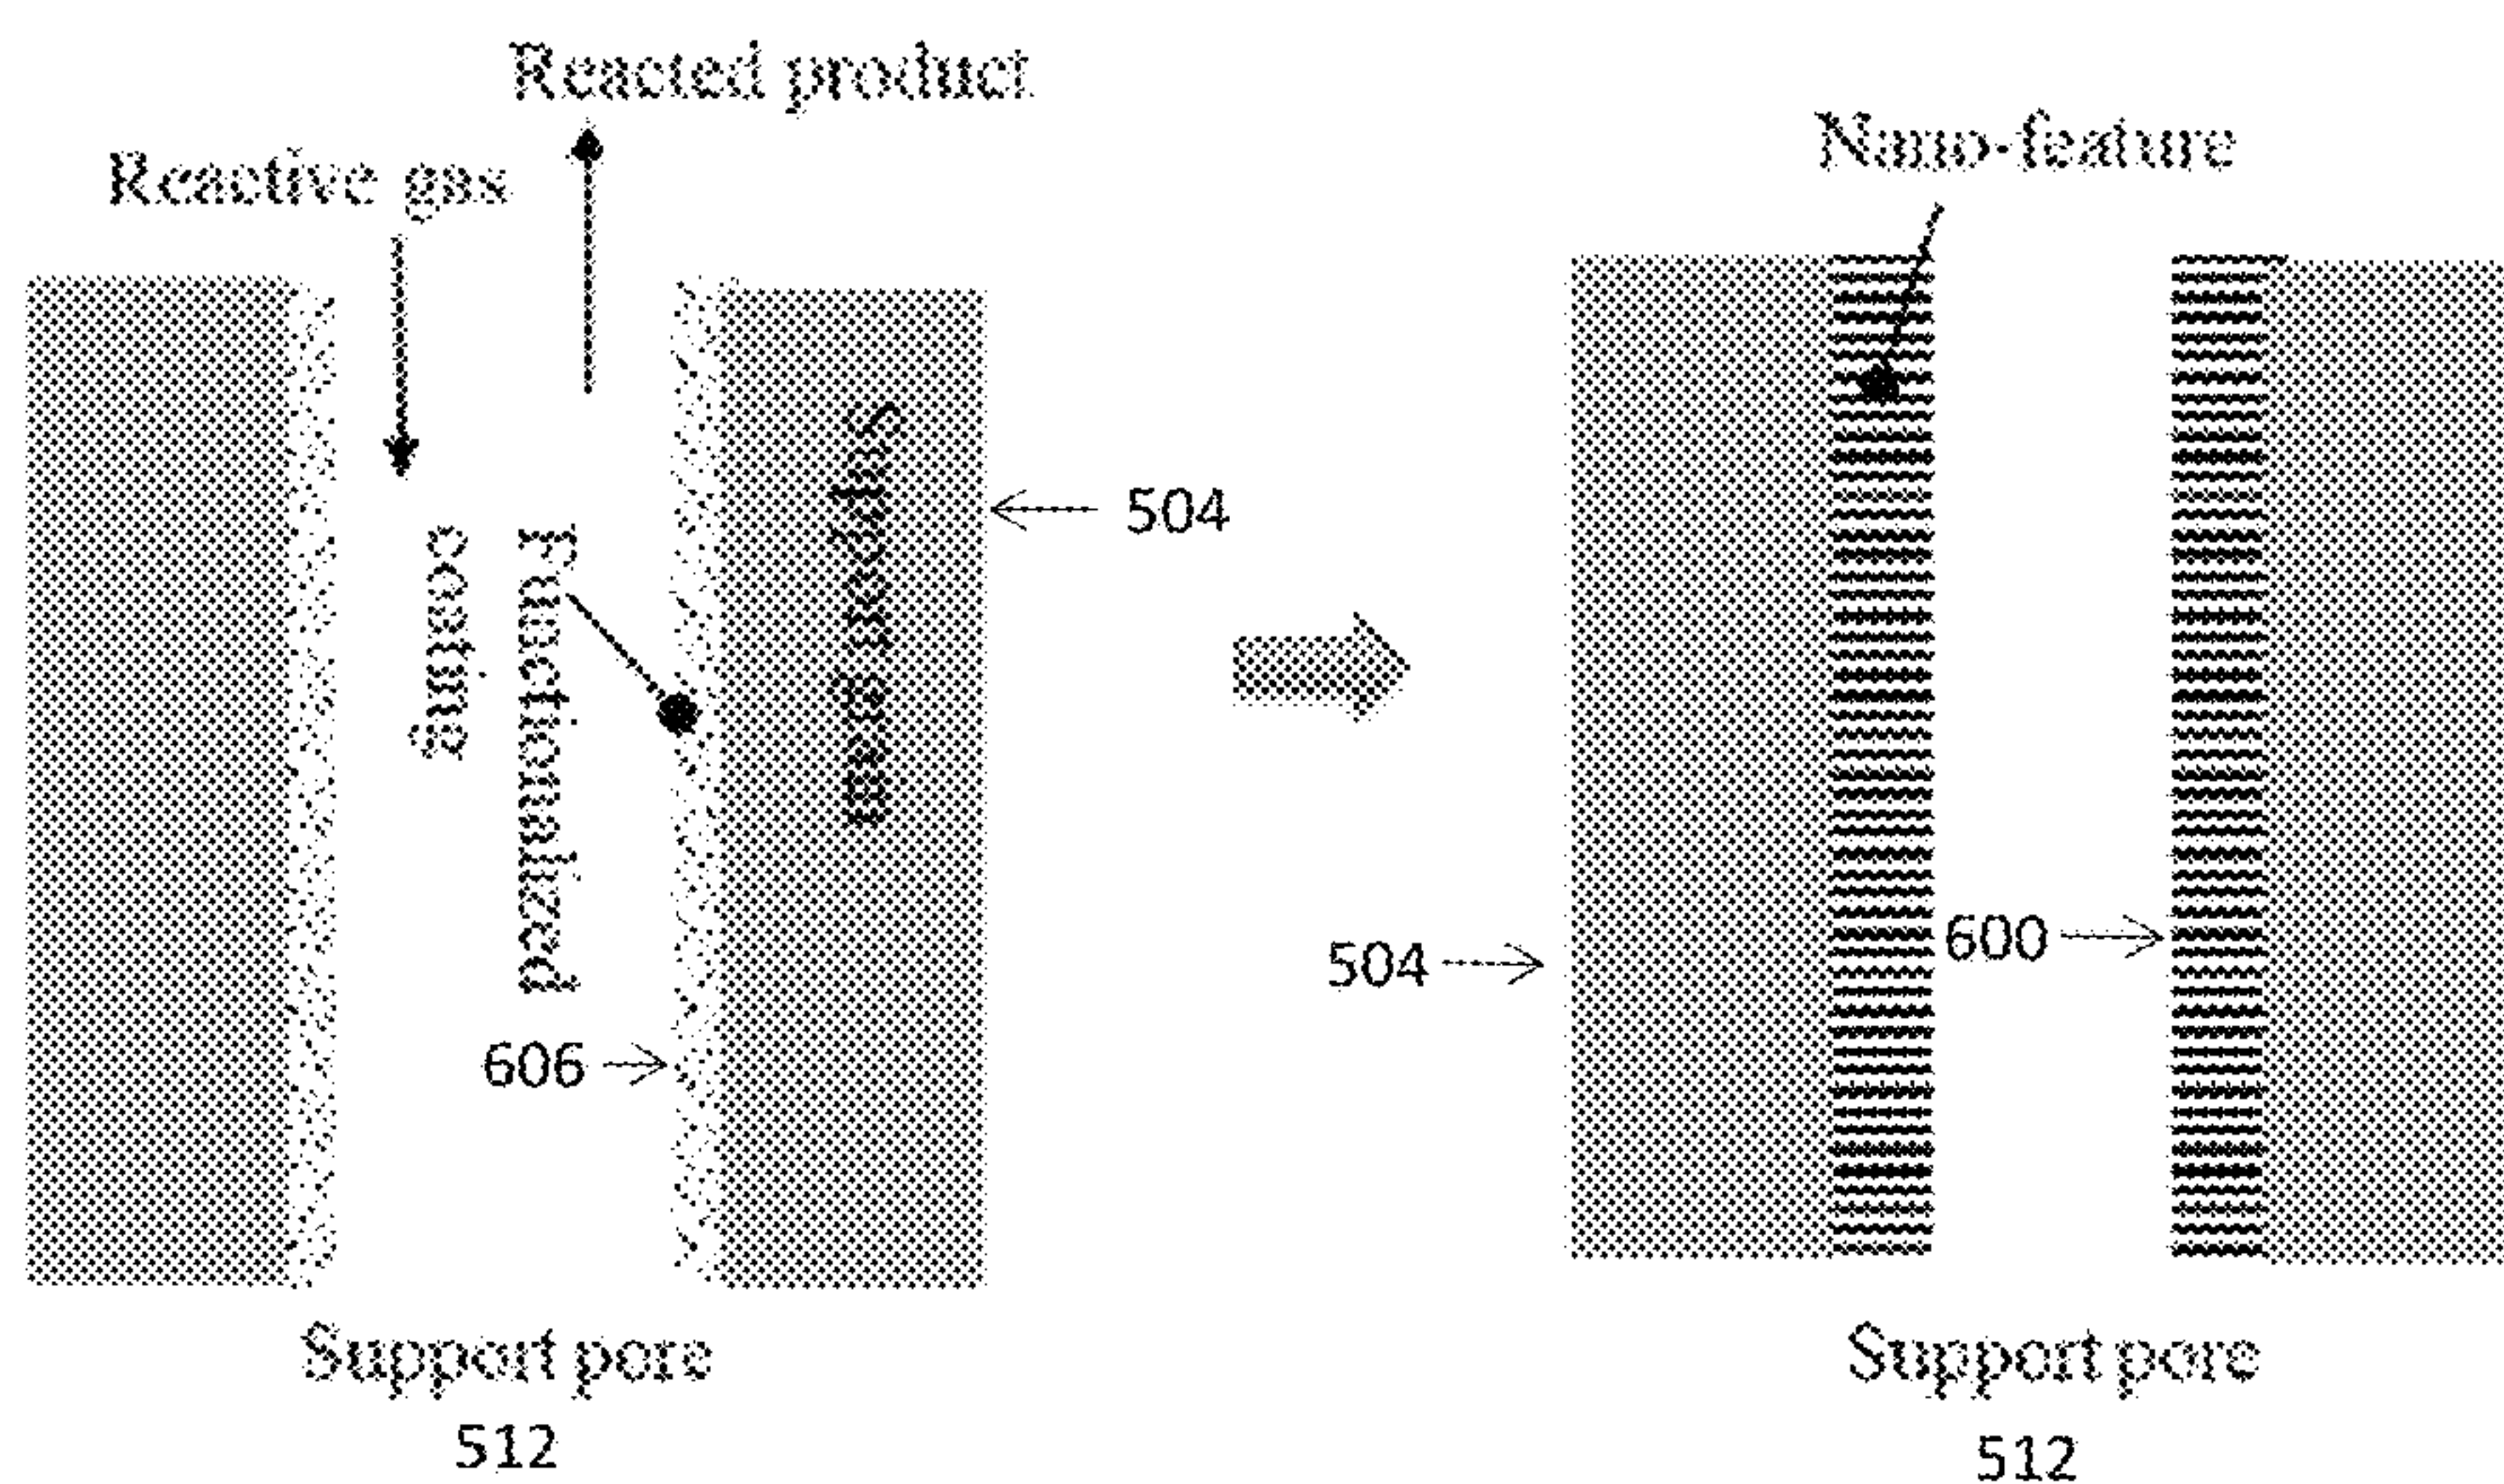 Reacted product
Reactive gas
Nano-feature
Functionalized
coating
504
504
600
606
Support pore
512
Support pore
512